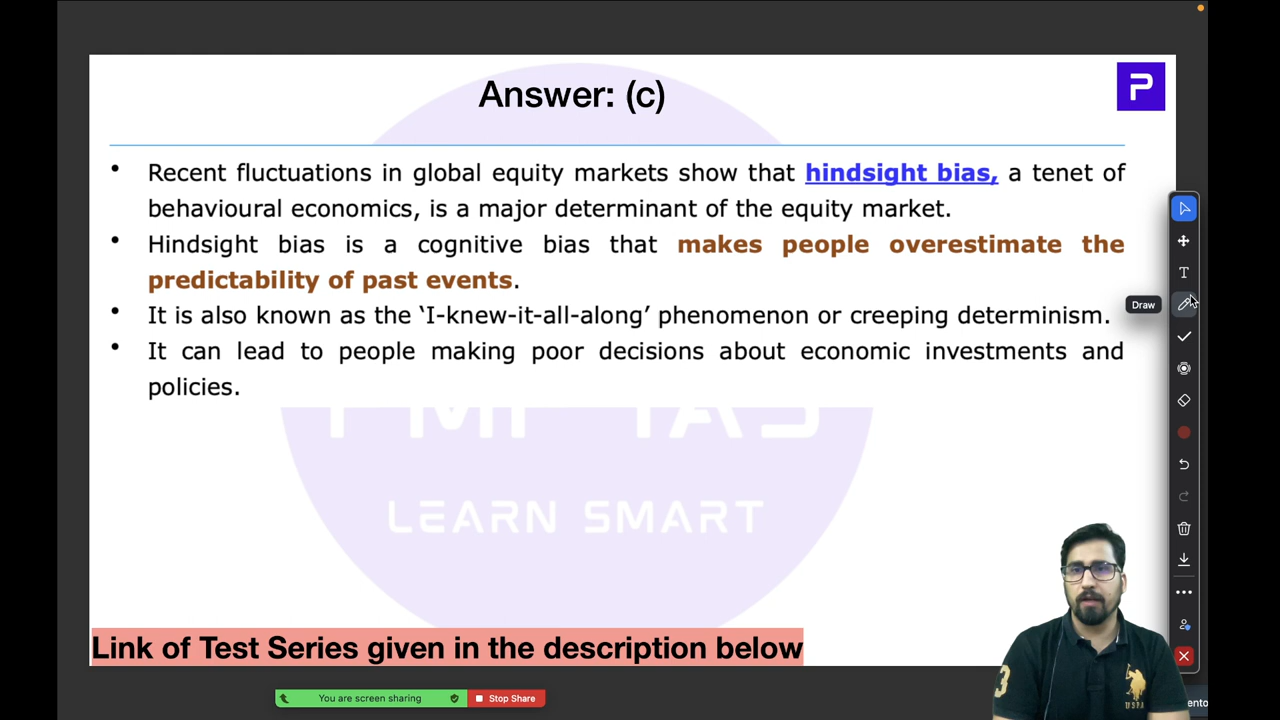 Answer: (c)
P
• Recent fluctuations in global equity markets show that hindsight bias, a tenet of
behavioural economics, is a major determinant of the equity market.
• Hindsight bias is a cognitive bias that makes people overestimate the
predictability of past events.
• It is also known as the ‘I-knew-it-all-along’ phenomenon or creeping determinism.
• It can lead to people making poor decisions about economic investments and
policies.
PMF IAS
LEARN SMART
Link of Test Series given in the description below
T
Draw
You are screen sharing
Stop Share
3